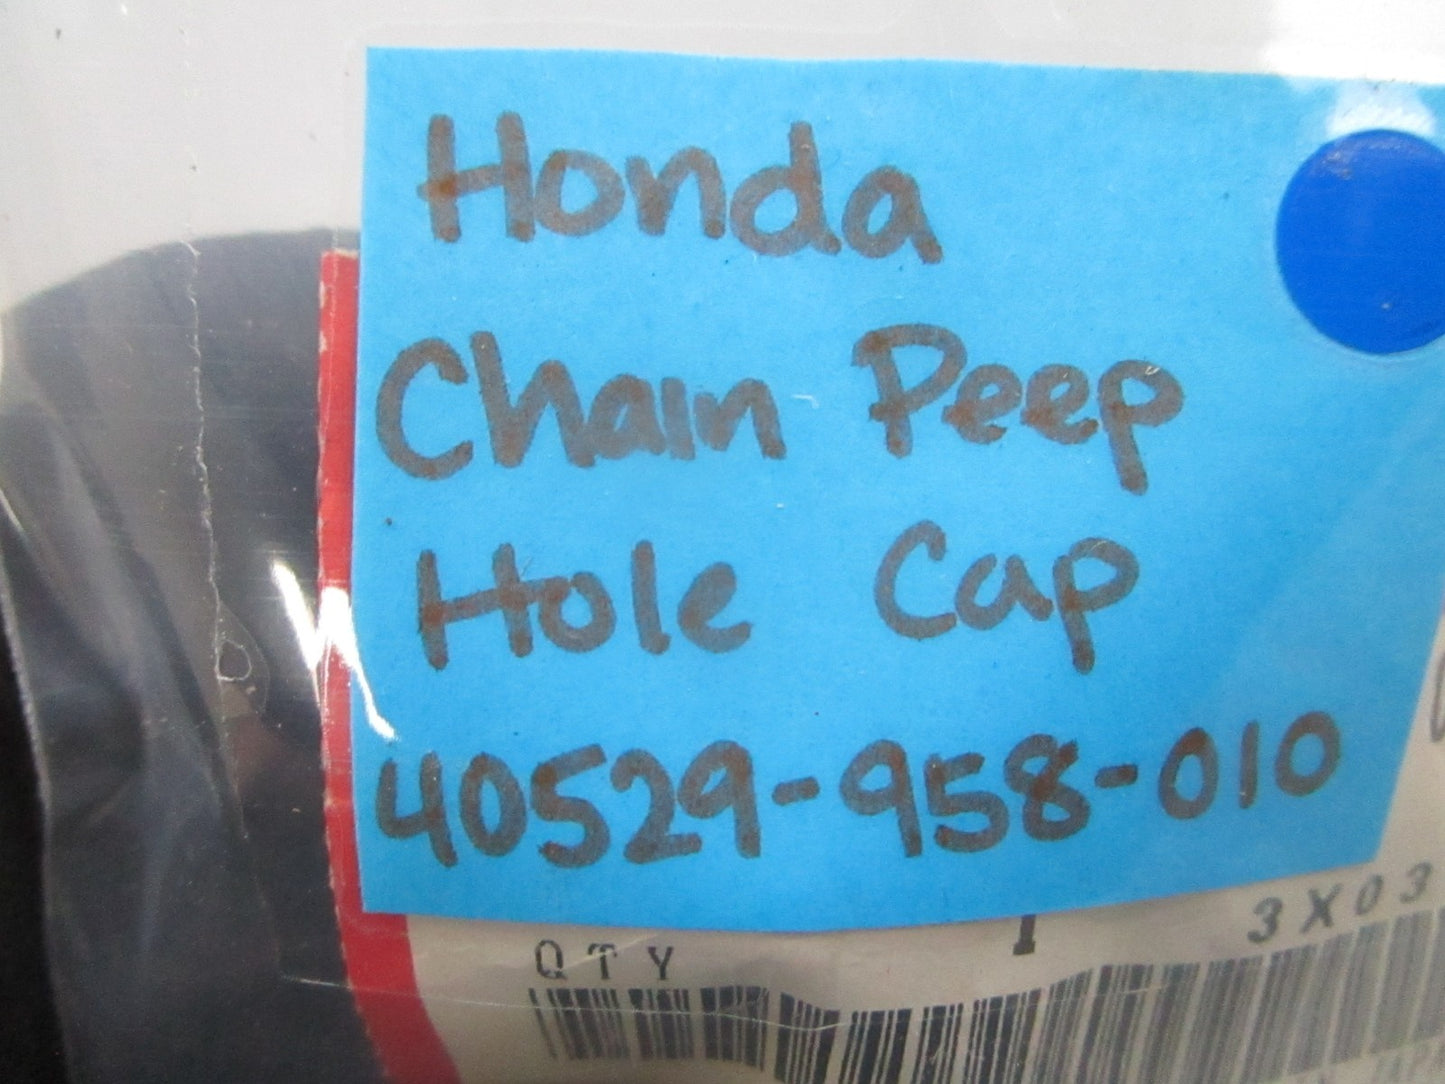 Honda
Chain Peep
Hole Cap
40529-958-010
QTY 1 3X03